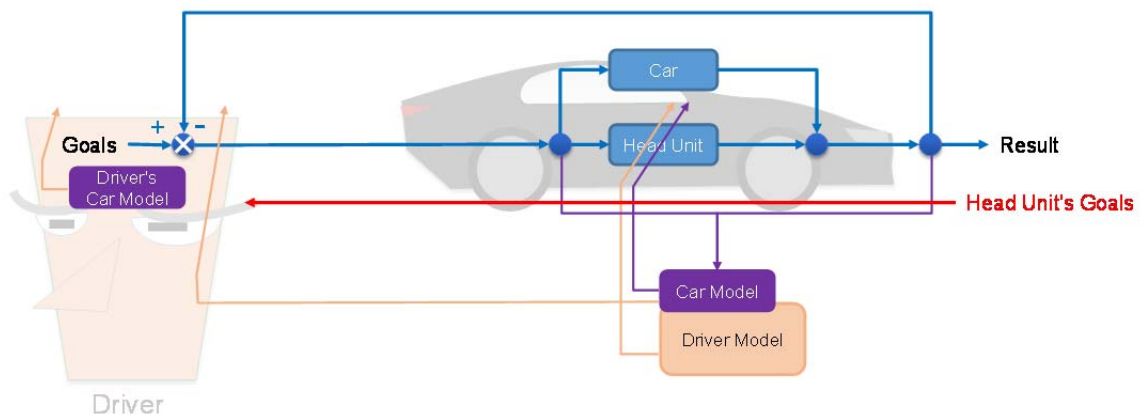 Car
+ -
Goals
Head Unit
Result
Driver's
Car Model
Head Unit's Goals
Car Model
Driver Model
Driver